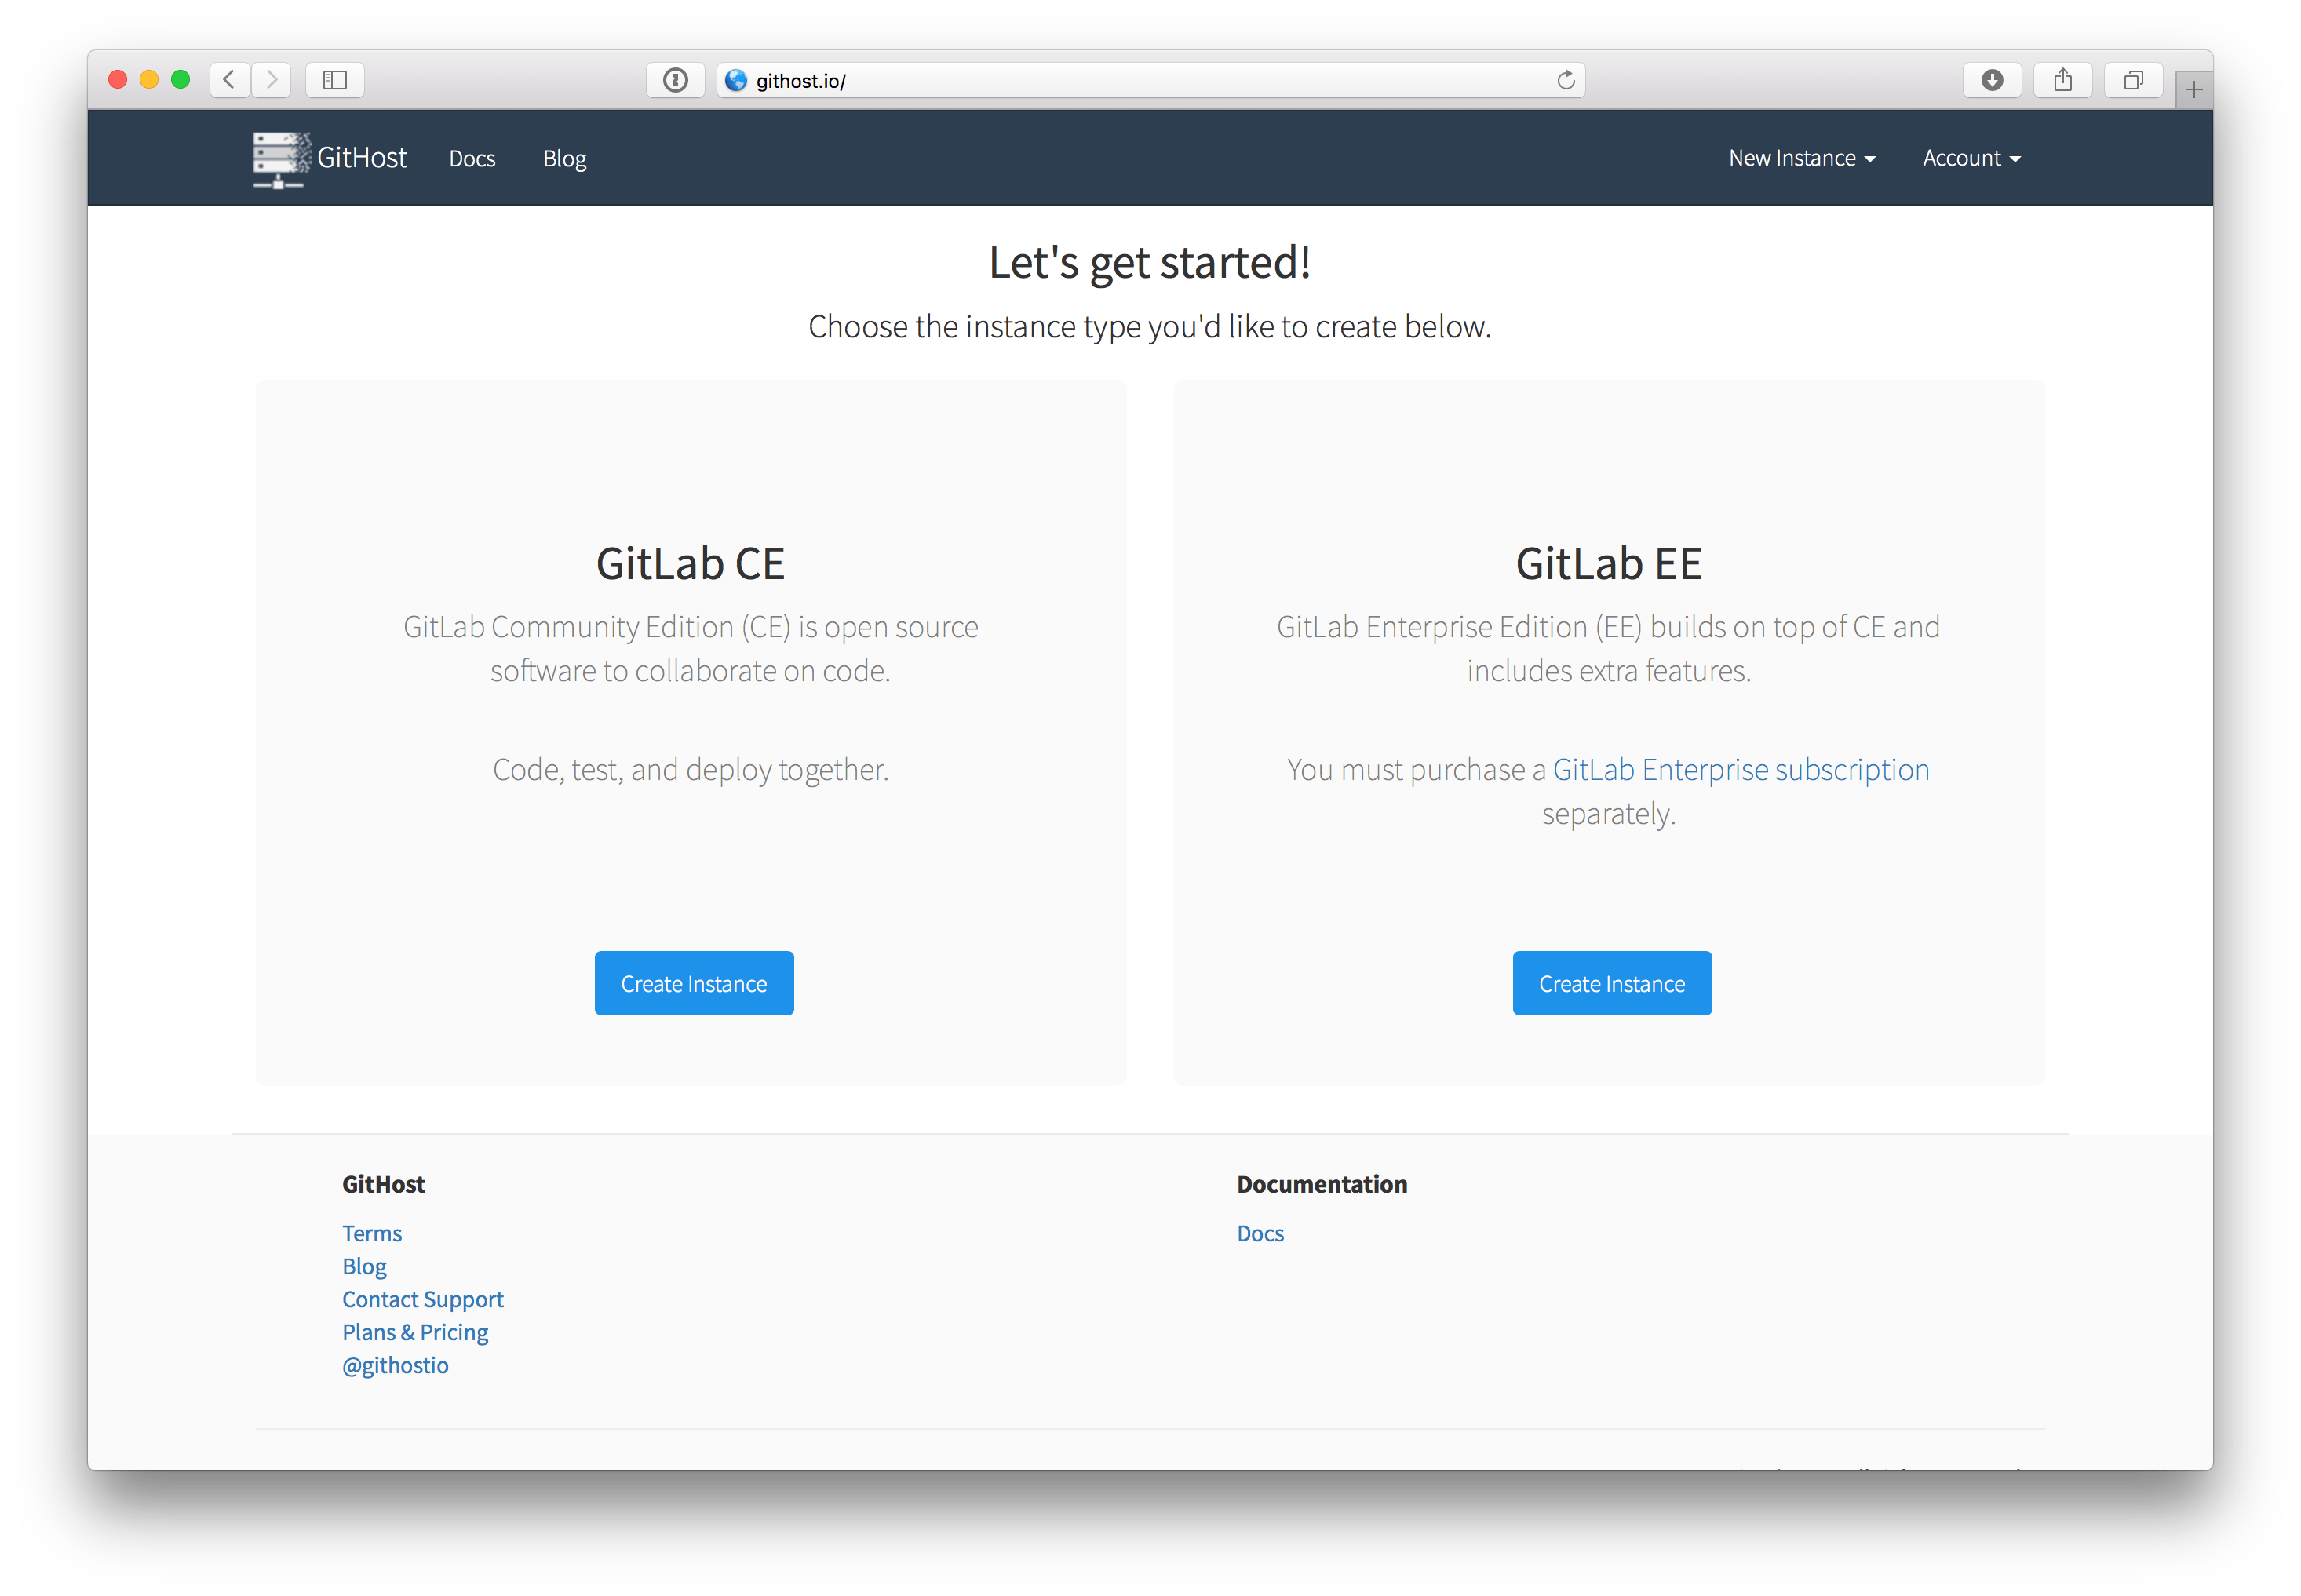 githost.io/
GitHost
Docs
Blog
New Instance
Account
Let's get started!
Choose the instance type you'd like to create below.
GitLab CE
GitLab Community Edition (CE) is open source
software to collaborate on code.
Code, test, and deploy together.
Create Instance
GitLab EE
GitLab Enterprise Edition (EE) builds on top of CE and
includes extra features.
You must purchase a GitLab Enterprise subscription
separately.
Create Instance
GitHost
Terms
Blog
Contact Support
Plans & Pricing
@githostio
Documentation
Docs